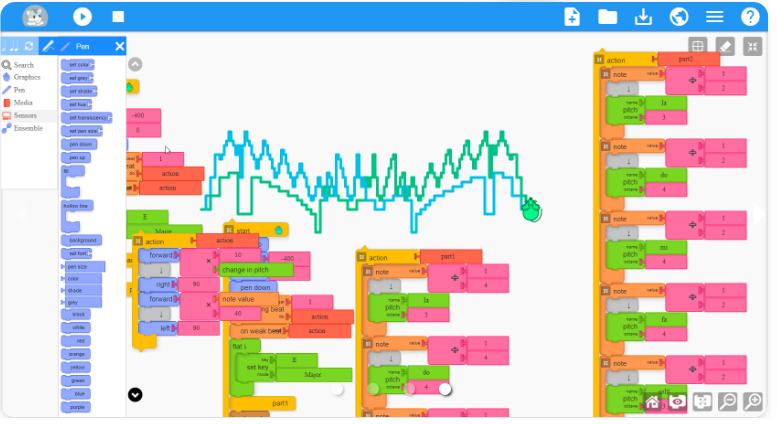 Pen
Search
Graphics
Pen
Media
Sensors
Ensemble
set color
set grey
set shade
set hue
set translucency
set pen size
pen down
pen up
fill
hollow line
background
set font
pen size
color
shade
grey
black
white
red
orange
yellow
green
blue
purple
-400
0
1
action
do
action
E
Major
start
action
action
forward
10
×
change in pitch
-400
right
90
pen down
forward
note value
×
40
1
action
left
90
on weak beat
action
flat s
key
E
set key
mode
Major
part1
action
part1
note
value
1
÷
4
name
la
pitch
octave
3
note
value
1
÷
4
name
do
pitch
octave
4
action
part2
note
value
1
÷
2
name
la
pitch
octave
3
note
value
1
÷
2
name
do
pitch
octave
4
note
value
1
÷
2
name
mi
pitch
octave
4
note
value
1
÷
2
name
fa
pitch
octave
4
note
value
1
÷
2
name
pitch
octave